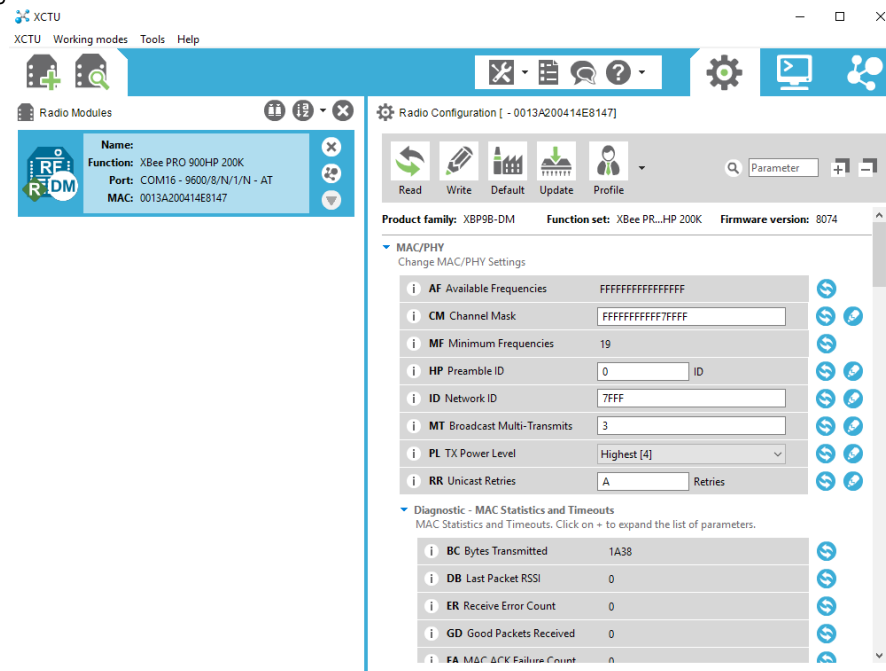 XCTU
XCTU Working modes Tools Help
Radio Modules
Name:
Function: XBee PRO 900HP 200K
Port: COM16 - 9600/8/N/1/N - AT
MAC: 0013A200414E8147
RF
R
DM
Radio Configuration [ - 0013A200414E8147]
Read Write Default Update Profile
Parameter
Product family: XBP9B-DM Function set: XBee PR...HP 200K Firmware version: 8074
MAC/PHY
Change MAC/PHY Settings
i AF Available Frequencies FFFFFFFFFFFFFFFF
i CM Channel Mask FFFFFFFFFFF7FFFF
i MF Minimum Frequencies 19
i HP Preamble ID 0 ID
i ID Network ID 7FFF
i MT Broadcast Multi-Transmits 3
i PL TX Power Level Highest [4]
i RR Unicast Retries A Retries
Diagnostic - MAC Statistics and Timeouts
MAC Statistics and Timeouts. Click on + to expand the list of parameters.
i BC Bytes Transmitted 1A38
i DB Last Packet RSSI 0
i ER Receive Error Count 0
i GD Good Packets Received 0
i EA MAC ACK Failure Count 0